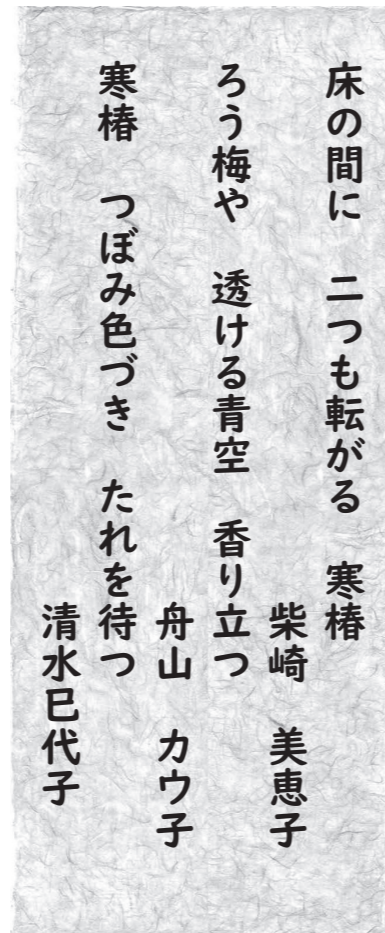 床の間に　二つも転がる　寒椿
柴崎　美恵子
ろう梅や　透ける青空　香り立つ
舟山　カウ子
寒椿　つぼみ色づき　たれを待つ
清水巳代子